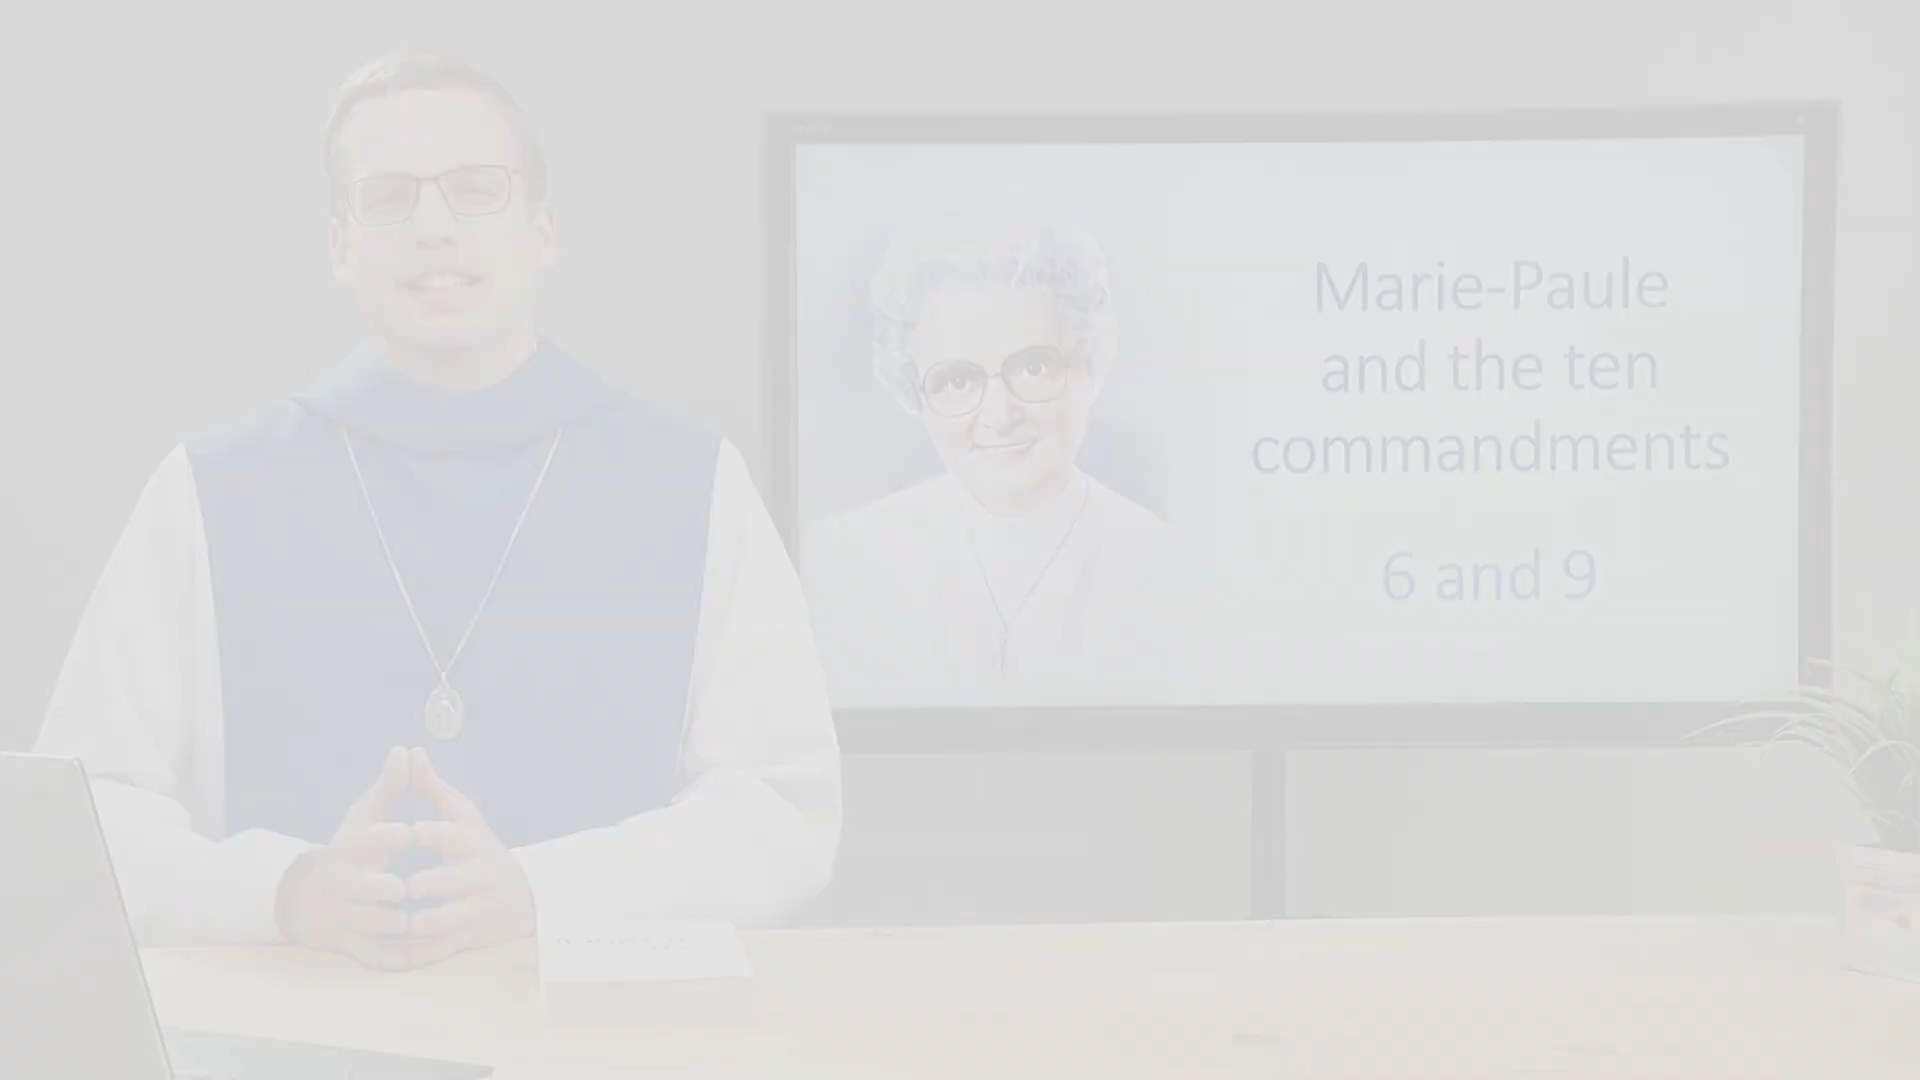 Marie-Paule
and the ten
commandments
6 and 9